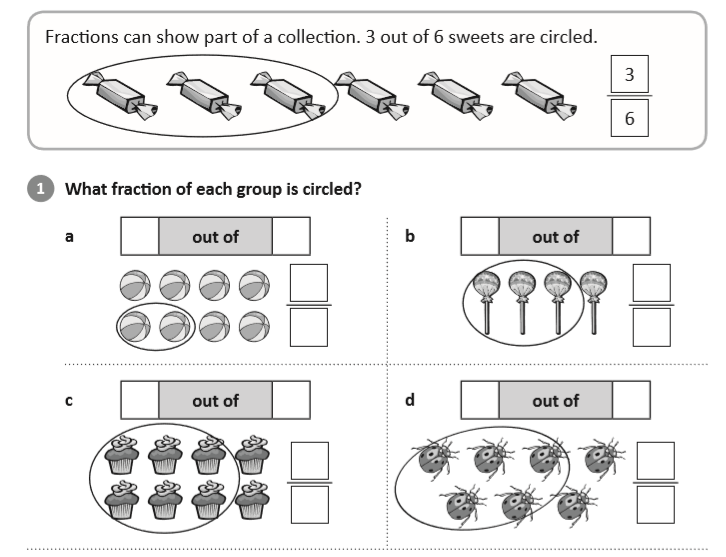 Fractions can show part of a collection. 3 out of 6 sweets are circled.
3
6
1 What fraction of each group is circled?
a
out of
b
out of
c
out of
d
out of